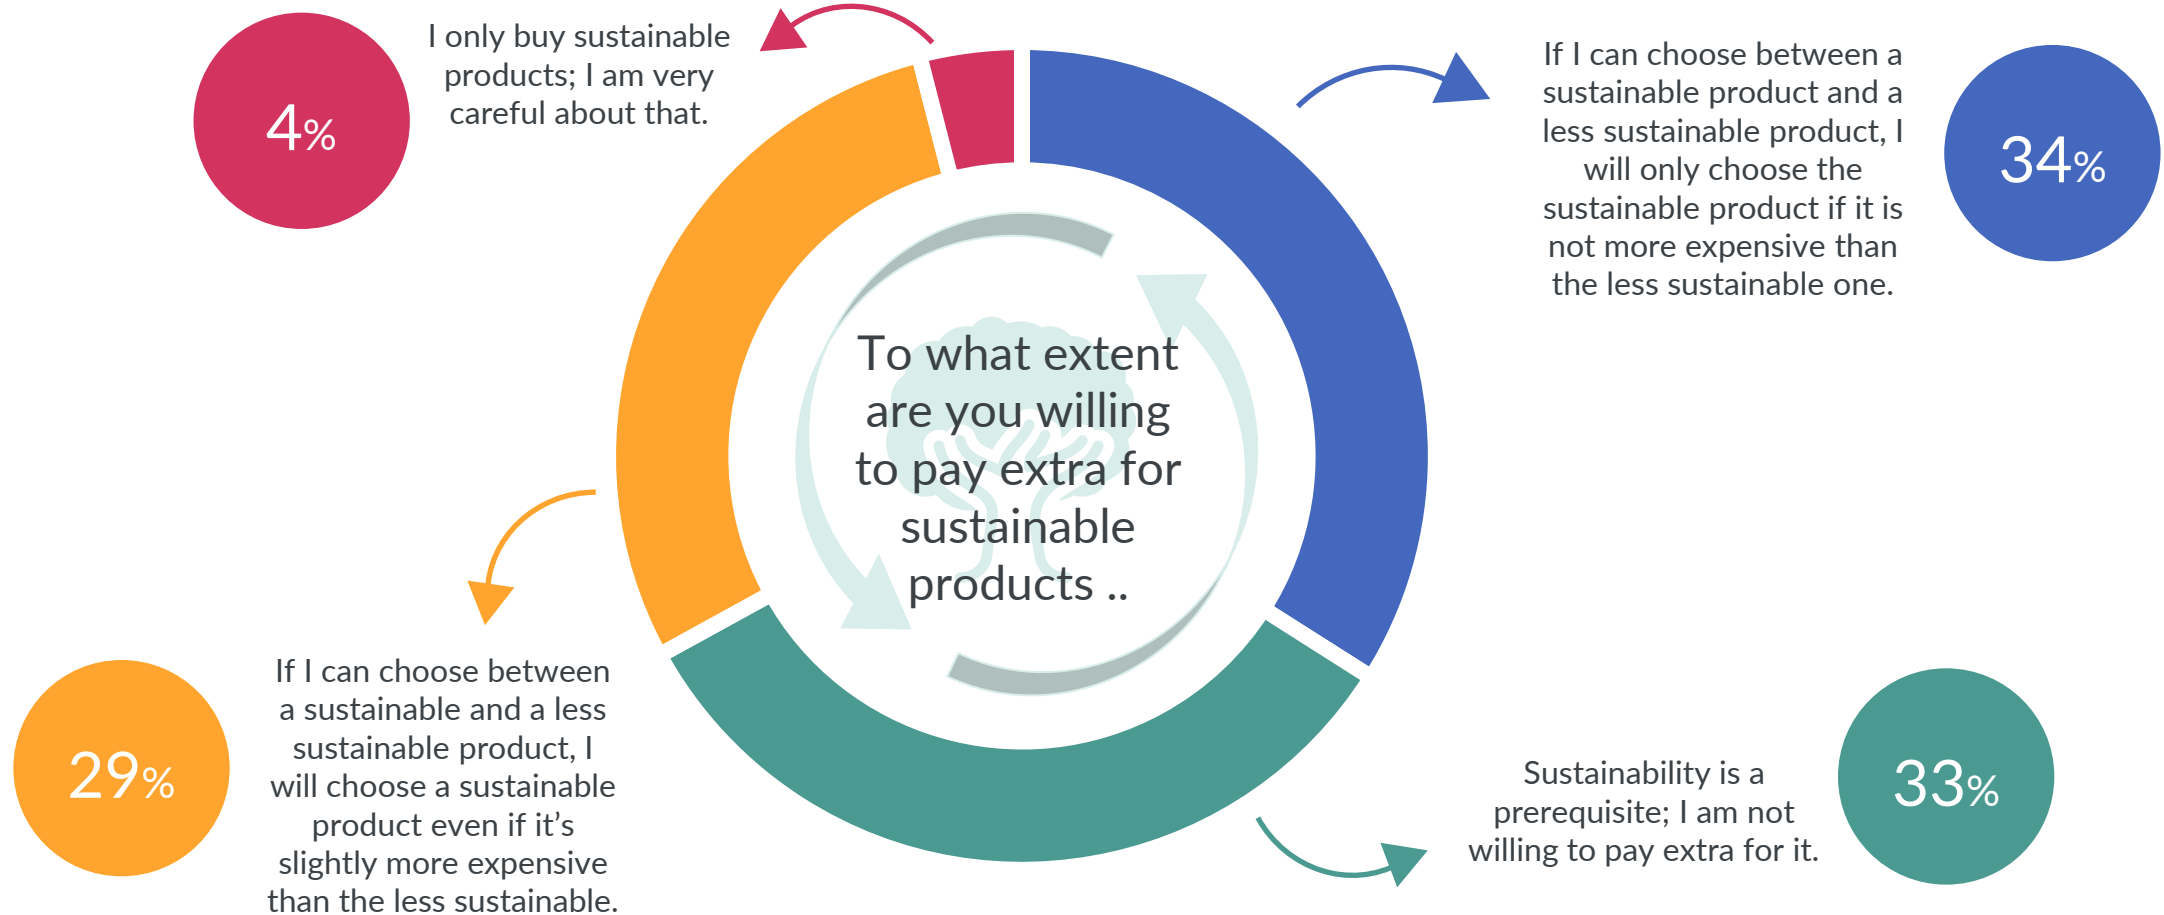 4%
I only buy sustainable
products; I am very
careful about that.
If I can choose between a
sustainable product and a
less sustainable product, I
will only choose the
sustainable product if it is
not more expensive than
the less sustainable one.
34%
To what extent
are you willing
to pay extra for
sustainable
products ..
29%
If I can choose between
a sustainable and a less
sustainable product, I
will choose a sustainable
product even if it’s
slightly more expensive
than the less sustainable.
Sustainability is a
prerequisite; I am not
willing to pay extra for it.
33%